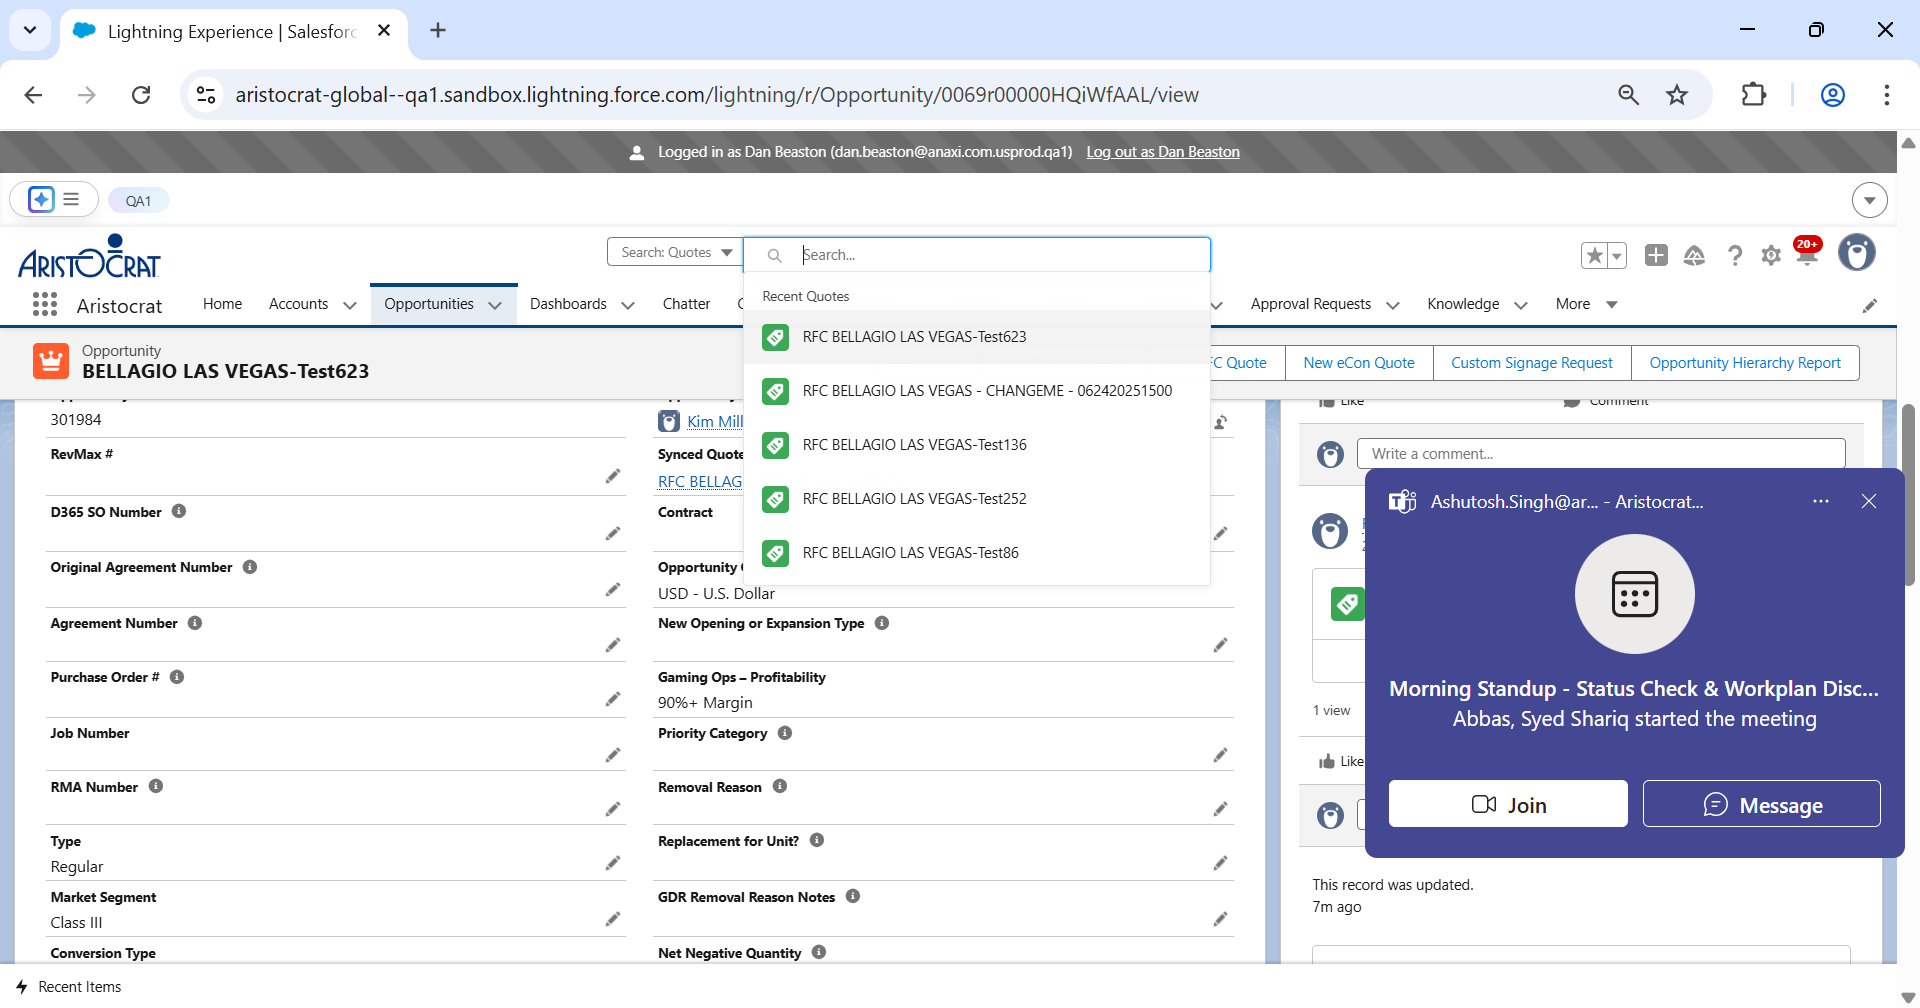 Lightning Experience | Salesforc
aristocrat-global--qa1.sandbox.lightning.force.com/lightning/r/Opportunity/0069r00000HQiWfAAL/view
Logged in as Dan Beaston (dan.beaston@anaxi.com.usprod.qa1) Log out as Dan Beaston
QA1
ARISTOCRAT
Search: Quotes
Search...
20+
Aristocrat
Home
Accounts
Opportunities
Dashboards
Chatter
Approval Requests
Knowledge
More
Recent Quotes
RFC BELLAGIO LAS VEGAS-Test623
RFC BELLAGIO LAS VEGAS - CHANGEME - 062420251500
RFC BELLAGIO LAS VEGAS-Test136
RFC BELLAGIO LAS VEGAS-Test252
RFC BELLAGIO LAS VEGAS-Test86
Opportunity
BELLAGIO LAS VEGAS-Test623
FC Quote
New eCon Quote
Custom Signage Request
Opportunity Hierarchy Report
301984
RevMax #
D365 SO Number
Original Agreement Number
Agreement Number
Purchase Order #
Job Number
RMA Number
Type
Regular
Market Segment
Class III
Conversion Type
Kim Mill
Synced Quote
RFC BELLAG
Contract
Opportunity
USD - U.S. Dollar
New Opening or Expansion Type
Gaming Ops – Profitability
90%+ Margin
Priority Category
Removal Reason
Replacement for Unit?
GDR Removal Reason Notes
Net Negative Quantity
Like
Comment
Write a comment...
1 view
Like
This record was updated.
7m ago
Ashutosh.Singh@ar... - Aristocrat...
Morning Standup - Status Check & Workplan Disc...
Abbas, Syed Shariq started the meeting
Join
Message
Recent Items